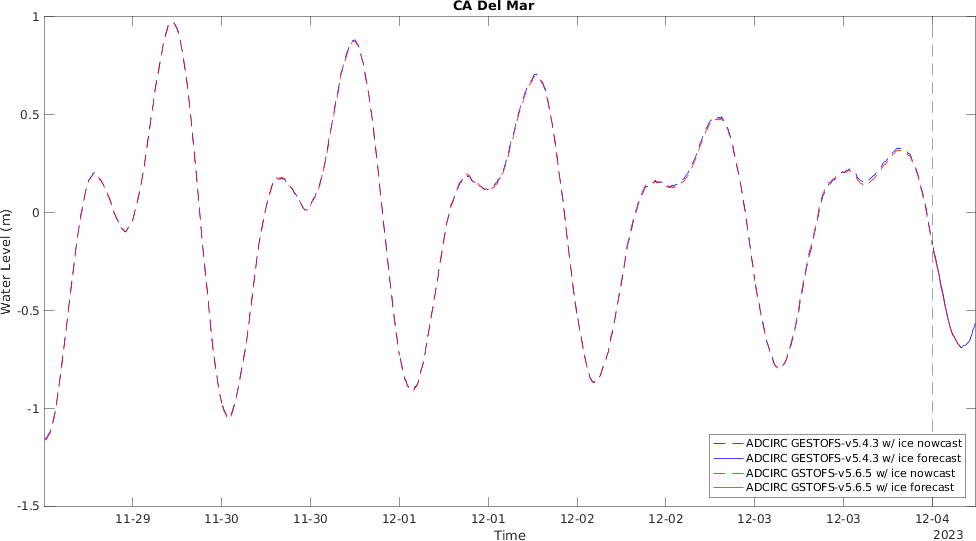 CA Del Mar
1
0.5
0
-0.5
-1
-1.5
Water Level (m)
11-29
11-30
11-30
12-01
12-01
12-02
12-02
12-03
12-03
12-04
2023
Time
ADCIRC GESTOFS-v5.4.3 w/ ice nowcast
ADCIRC GESTOFS-v5.4.3 w/ ice forecast
ADCIRC GSTOFS-v5.6.5 w/ ice nowcast
ADCIRC GSTOFS-v5.6.5 w/ ice forecast